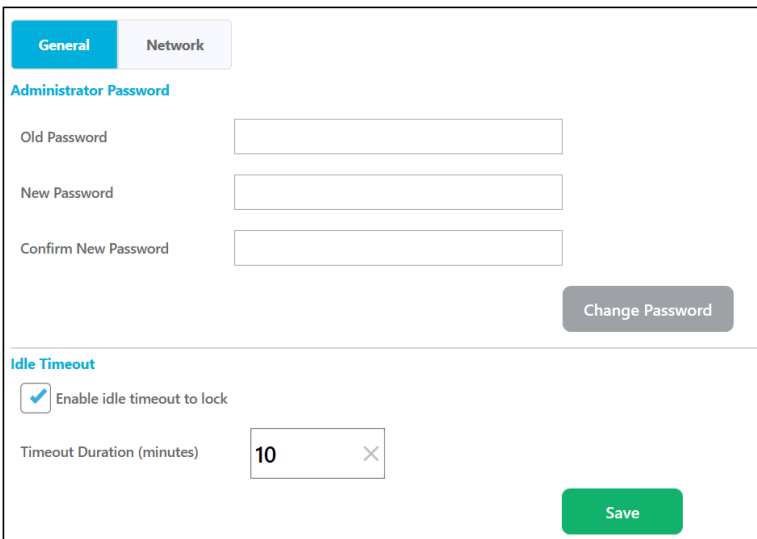 General Network
Administrator Password
Old Password
New Password
Confirm New Password
Change Password
Idle Timeout
Enable idle timeout to lock
Timeout Duration (minutes) 10
Save